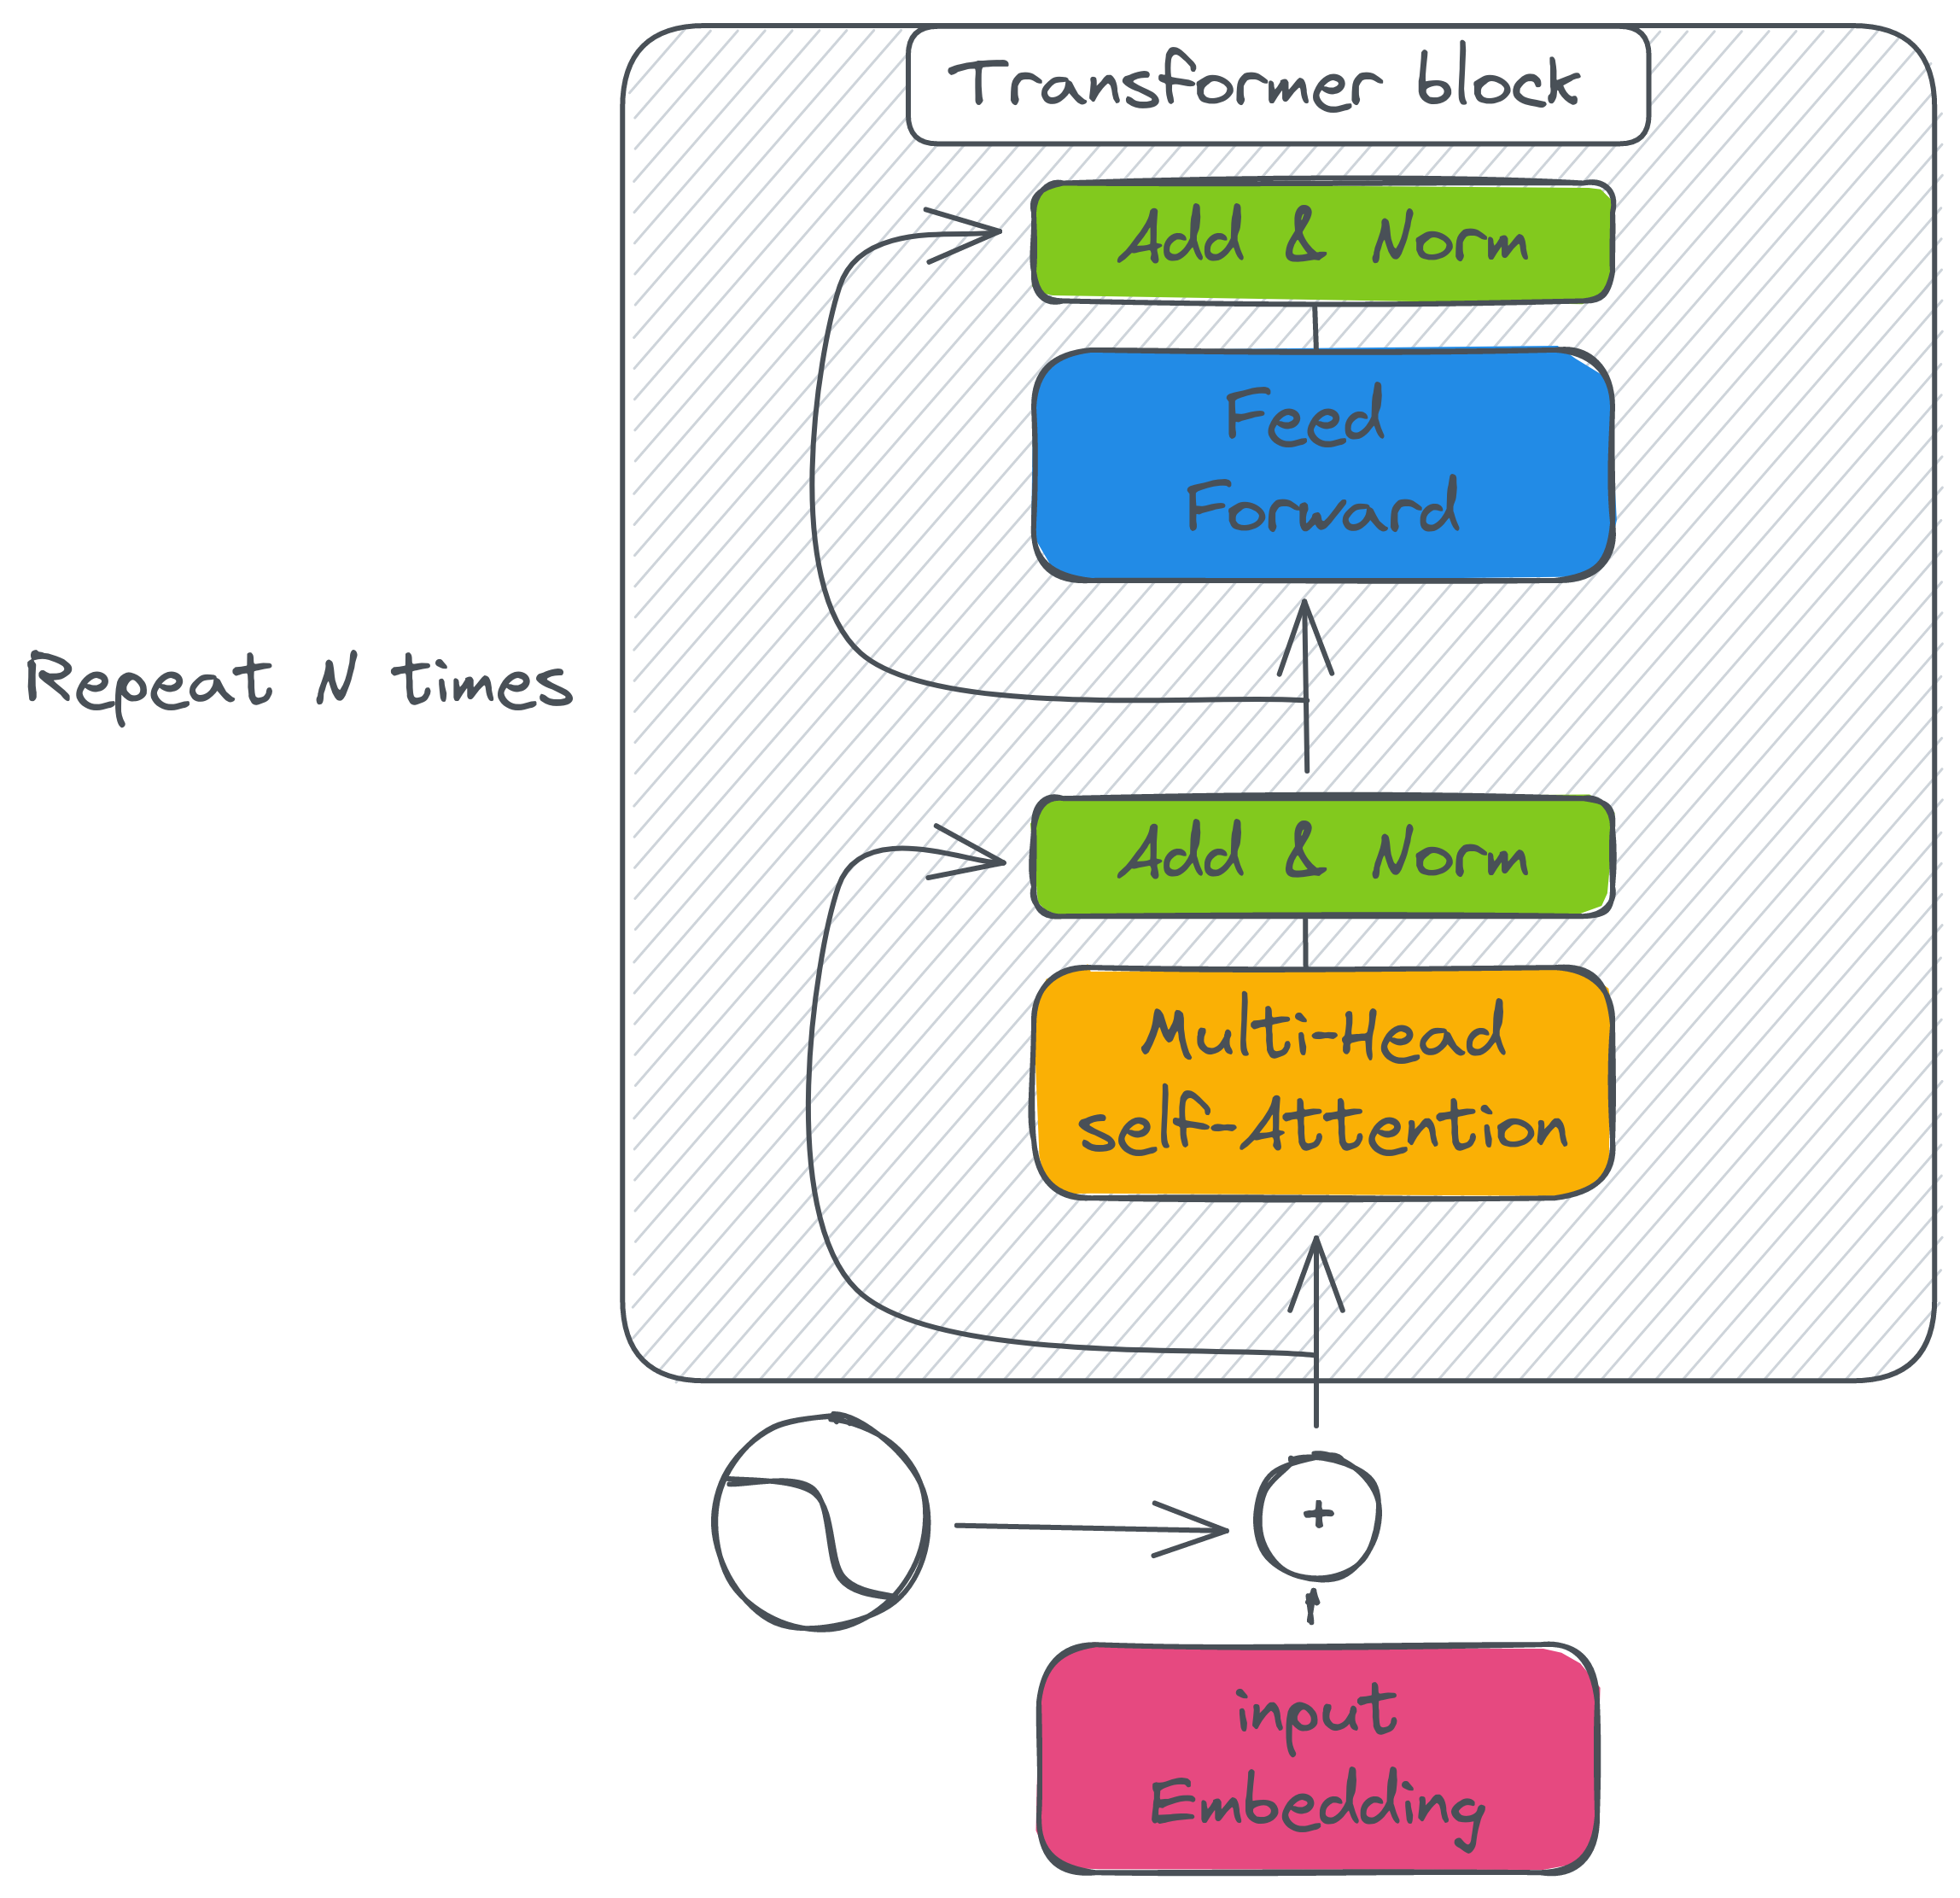 Transformer block
Add & Norm
Feed
Forward
Repeat N times
Add & Norm
Multi-Head
self-Attention
+
input
Embedding